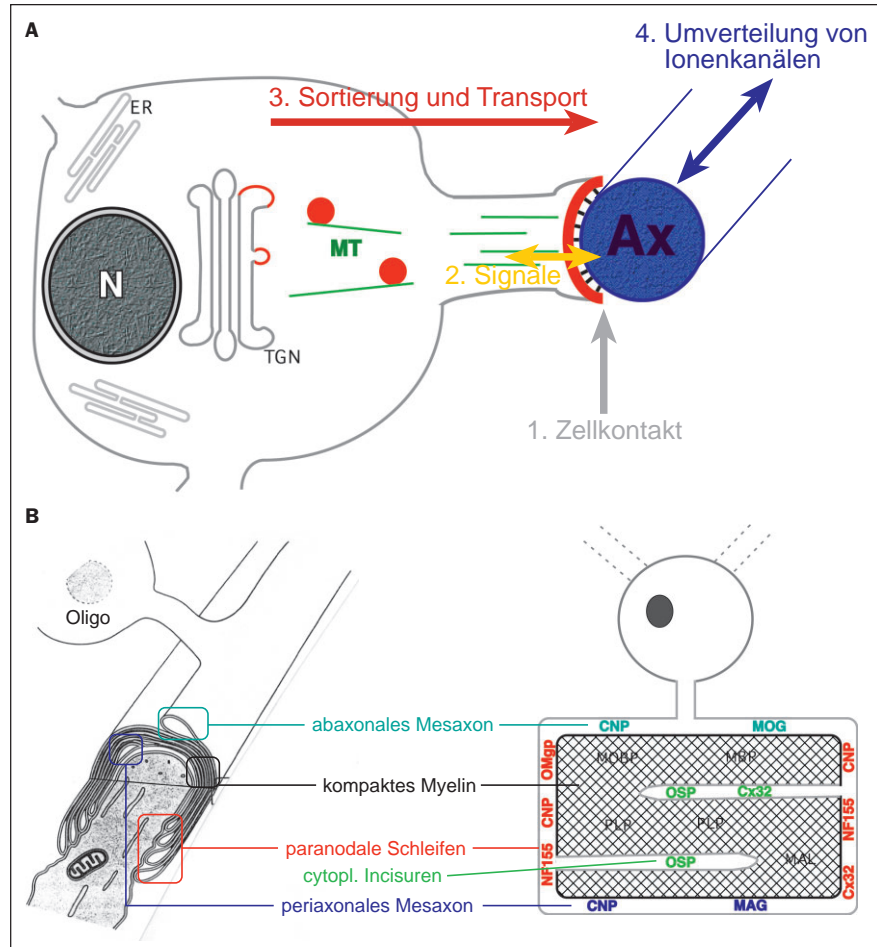 A
4. Umverteilung von
Ionenkanälen
3. Sortierung und Transport
ER
N
MT
TGN
Ax
2. Signale
1. Zellkontakt
B
Oligo
abaxonales Mesaxon
kompaktes Myelin
paranodale Schleifen
cytopl. Incisuren
periaxonales Mesaxon
CNP
MOG
OMgp
MOBP
MBP
CNP
OSP
Cx32
CNP
PLP
PLP
NF155
NF155
OSP
MAL
Cx32
CNP
MAG